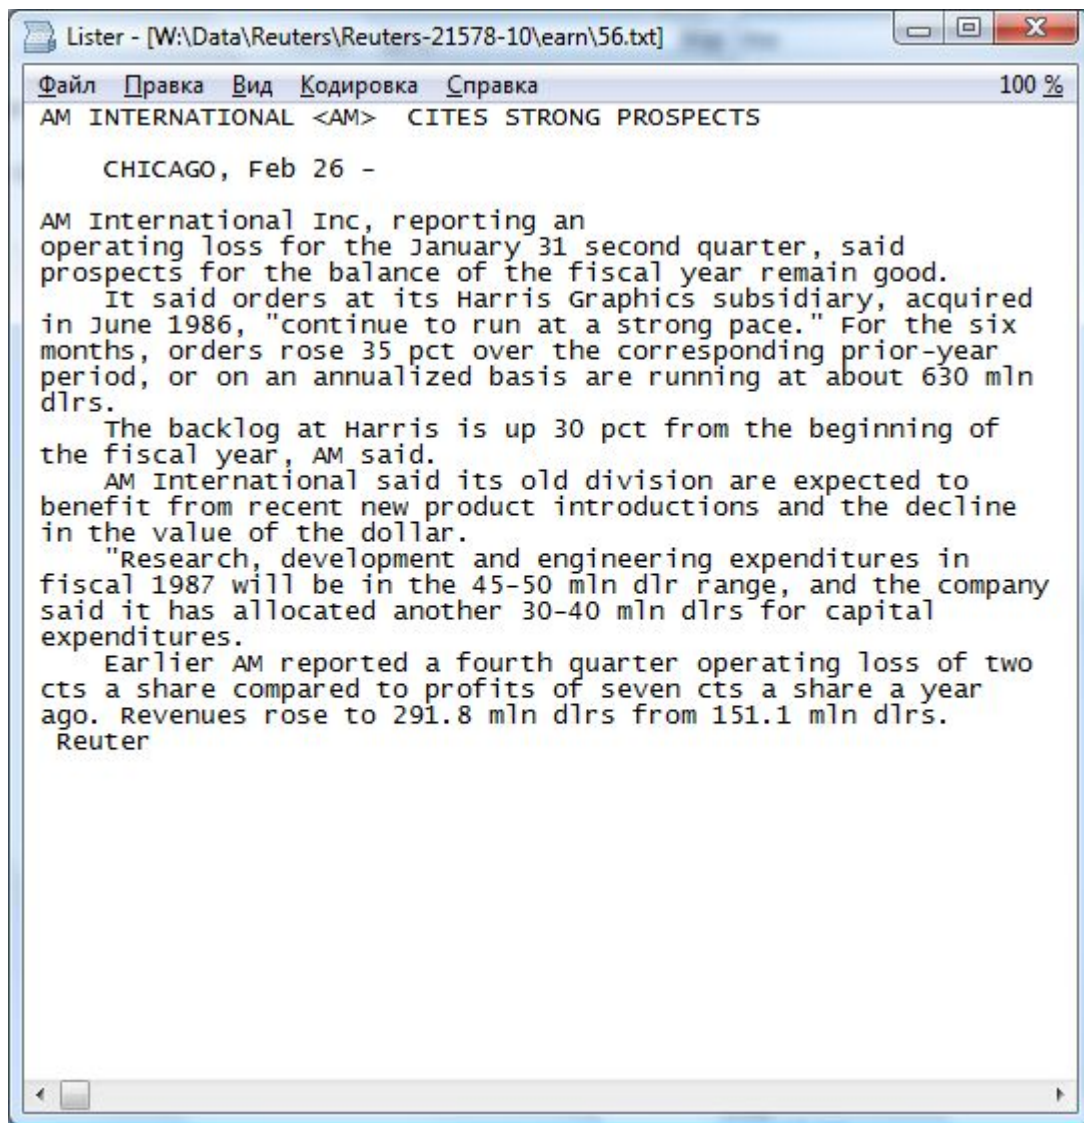 Lister - [W:\Data\Reuters\Reuters-21578-10\earn\56.txt]
Файл Правка Вид Кодировка Справка 100 %
AM INTERNATIONAL <AM>  CITES STRONG PROSPECTS
CHICAGO, Feb 26 -
AM International Inc, reporting an
operating loss for the January 31 second quarter, said
prospects for the balance of the fiscal year remain good.
It said orders at its Harris Graphics subsidiary, acquired
in June 1986, "continue to run at a strong pace." For the six
months, orders rose 35 pct over the corresponding prior-year
period, or on an annualized basis are running at about 630 mln
dlrs.
The backlog at Harris is up 30 pct from the beginning of
the fiscal year, AM said.
AM International said its old division are expected to
benefit from recent new product introductions and the decline
in the value of the dollar.
"Research, development and engineering expenditures in
fiscal 1987 will be in the 45-50 mln dlr range, and the company
said it has allocated another 30-40 mln dlrs for capital
expenditures.
Earlier AM reported a fourth quarter operating loss of two
cts a share compared to profits of seven cts a share a year
ago. Revenues rose to 291.8 mln dlrs from 151.1 mln dlrs.
Reuter